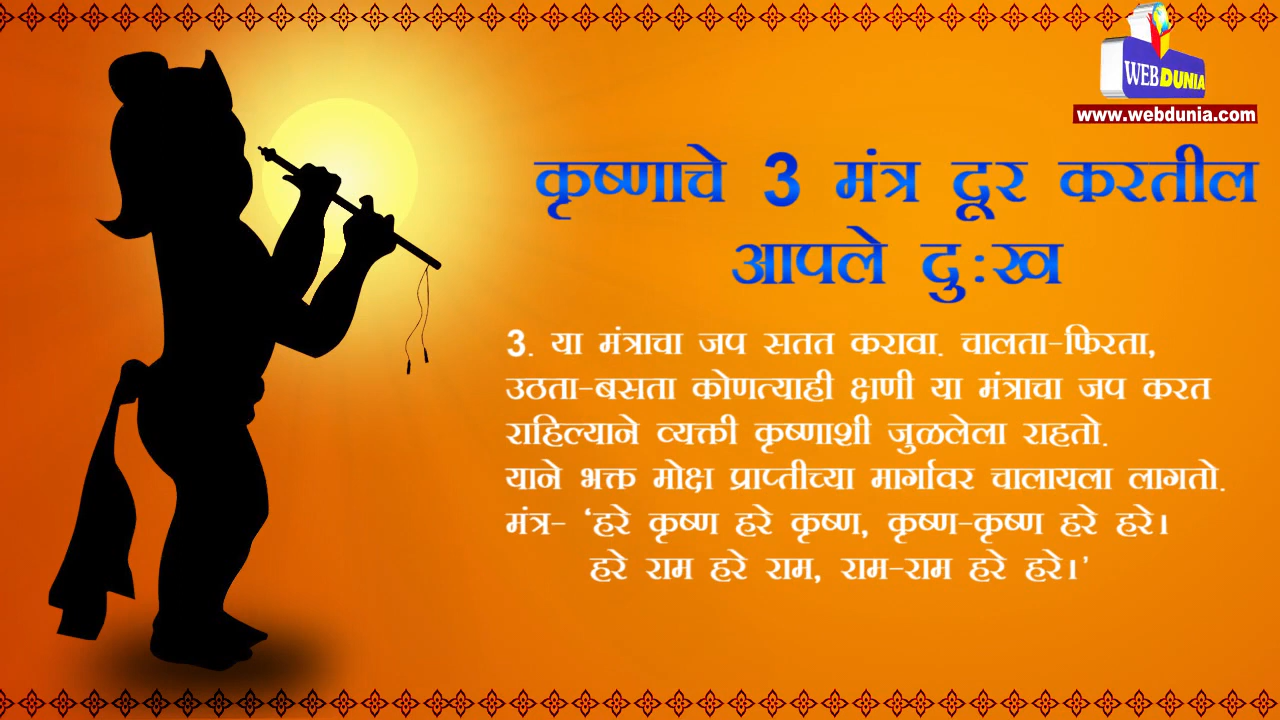 WEBDUNIA
www.webdunia.com
कृष्णाचे 3 मंत्र दूर करतील
आपले दु:ख
3. या मंत्राचा जप सतत करावा. चालता-फिरता,
उठता-बसता कोणत्याही क्षणी या मंत्राचा जप करत
राहिल्याने व्यक्ती कृष्णाशी जुळलेला राहतो.
याने भक्त मोक्ष प्राप्तीच्या मार्गावर चालायला लागतो.
मंत्र- ‘हरे कृष्ण हरे कृष्ण, कृष्ण-कृष्ण हरे हरे।
हरे राम हरे राम, राम-राम हरे हरे।’